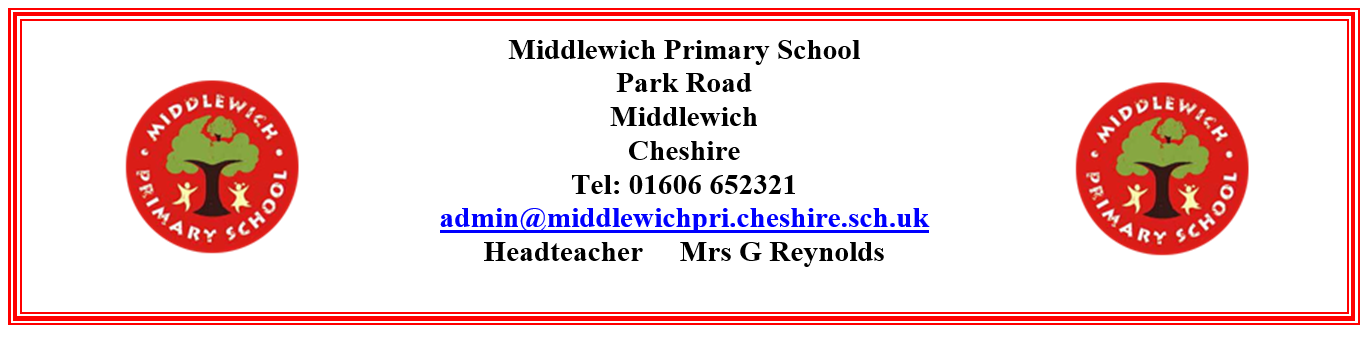 Middlewich Primary School
Park Road
Middlewich
Cheshire
Tel: 01606 652321
admin@middlewichpri.cheshire.sch.uk
Headteacher Mrs G Reynolds
MIDDLEWICH PRIMARY SCHOOL
MIDDLEWICH PRIMARY SCHOOL